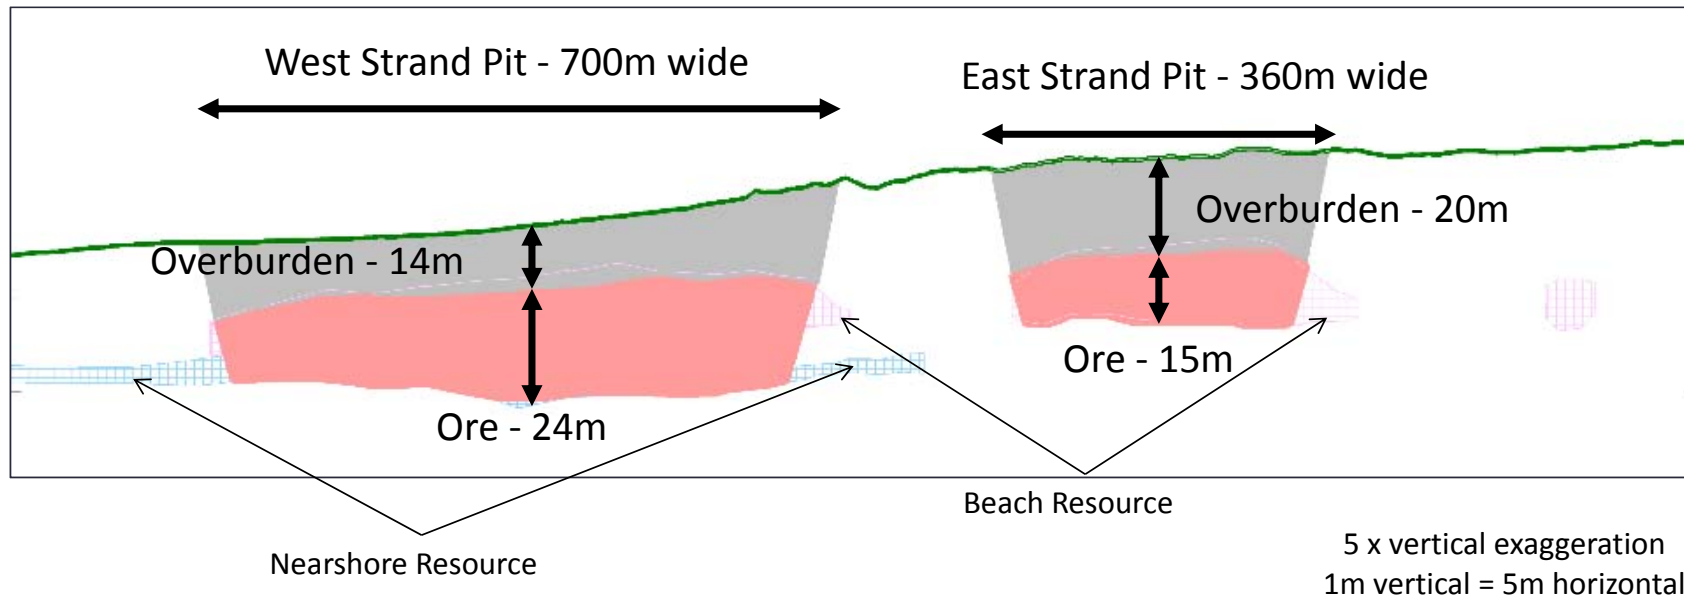 West Strand Pit - 700m wide
East Strand Pit - 360m wide
Overburden - 14m
Overburden - 20m
Ore - 15m
Ore - 24m
Beach Resource
Nearshore Resource
5 x vertical exaggeration
1m vertical = 5m horizontal